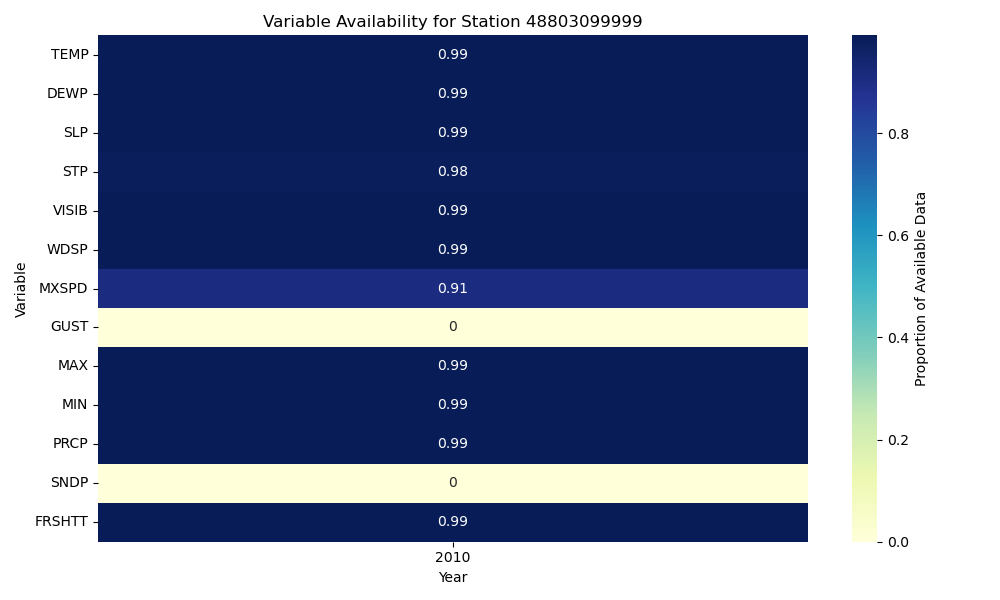 Variable Availability for Station 48803099999
Variable
TEMP 0.99
DEWP 0.99
SLP 0.99
STP 0.98
VISIB 0.99
WDSP 0.99
MXSPD 0.91
GUST 0
MAX 0.99
MIN 0.99
PRCP 0.99
SNDP 0
FRSHTT 0.99
2010
Year
0.8
0.6
0.4
0.2
0.0
Proportion of Available Data